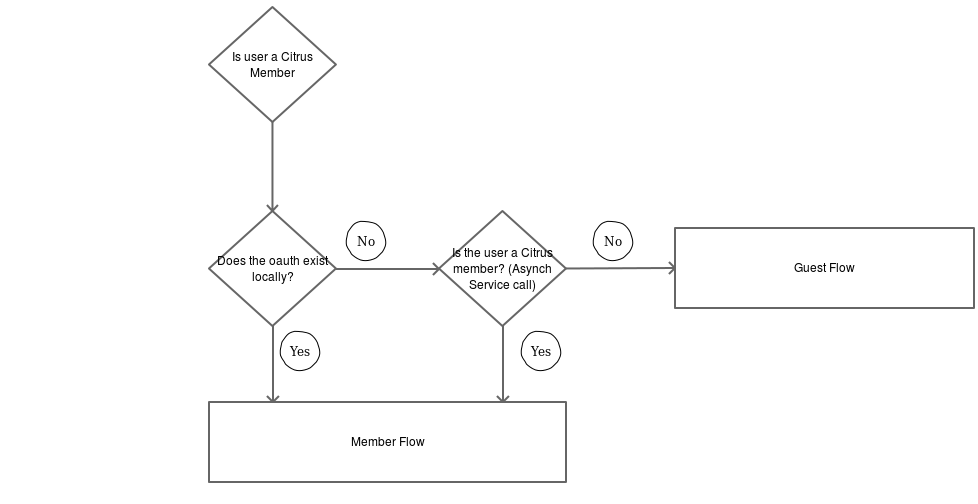 Is user a Citrus
Member
Does the oauth exist
locally?
No
Is the user a Citrus
member? (Asynch
Service call)
No
Guest Flow
Yes
Yes
Member Flow